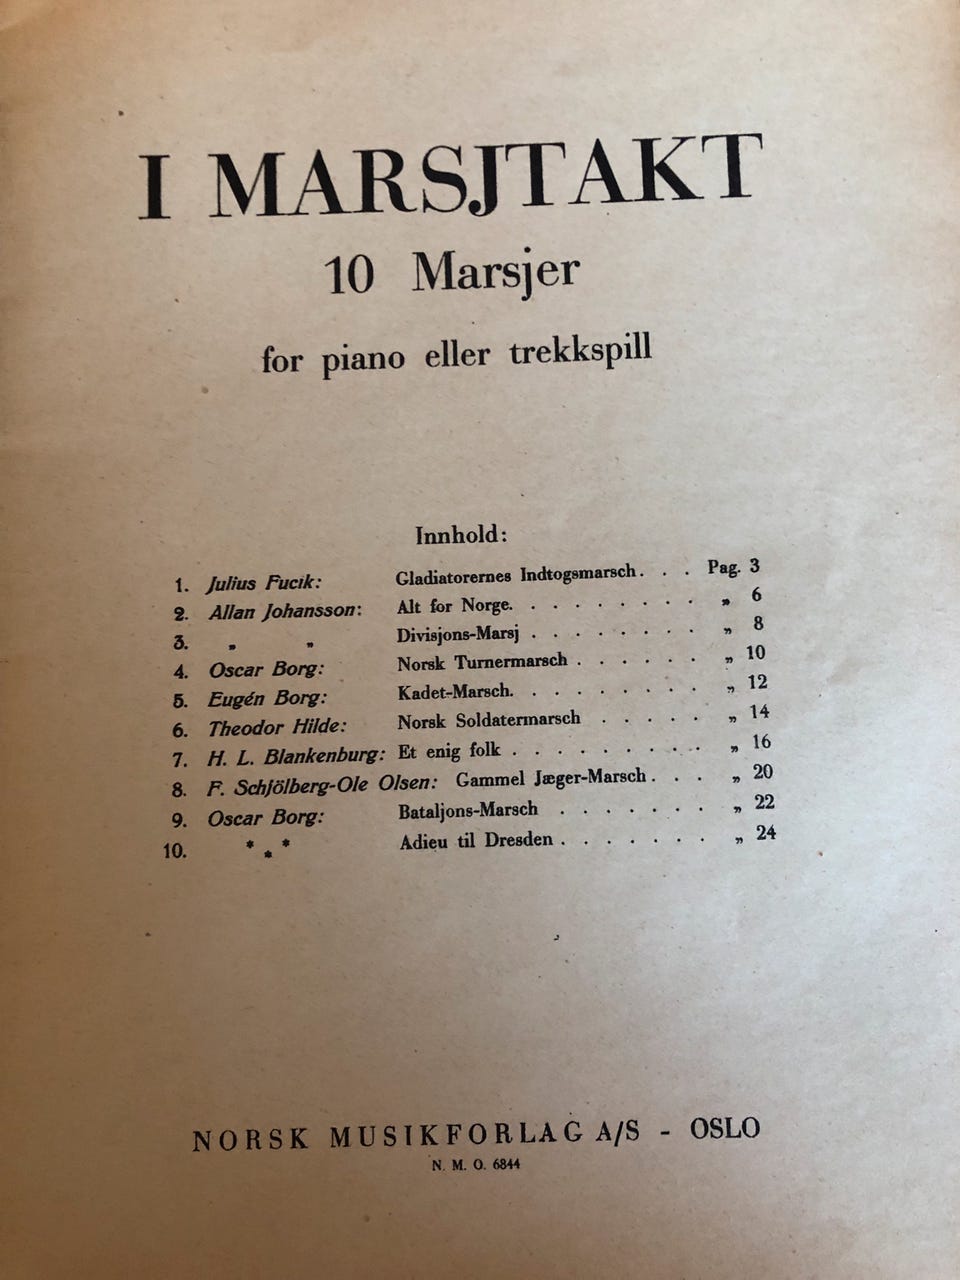 I MARSJTAKT
10 Marsjer
for piano eller trekkspill
Innhold:
1. Julius Fucik: Gladiatorernes Indtogsmarsch. . . Pag. 3
2. Allan Johansson: Alt for Norge. . . . . . . . . „ 6
3. „ „ Divisjons-Marsj . . . . . . . . „ 8
4. Oscar Borg: Norsk Turnermarsch . . . . . . „ 10
5. Eugén Borg: Kadet-Marsch. . . . . . . . . „ 12
6. Theodor Hilde: Norsk Soldatermarsch . . . . . „ 14
7. H. L. Blankenburg: Et enig folk . . . . . . . . . „ 16
8. F. Schjölberg-Ole Olsen: Gammel Jæger-Marsch . . . „ 20
9. Oscar Borg: Bataljons-Marsch . . . . . . . „ 22
10. * * * Adieu til Dresden . . . . . . . „ 24
NORSK MUSIKFORLAG A/S - OSLO
N. M. O. 6844